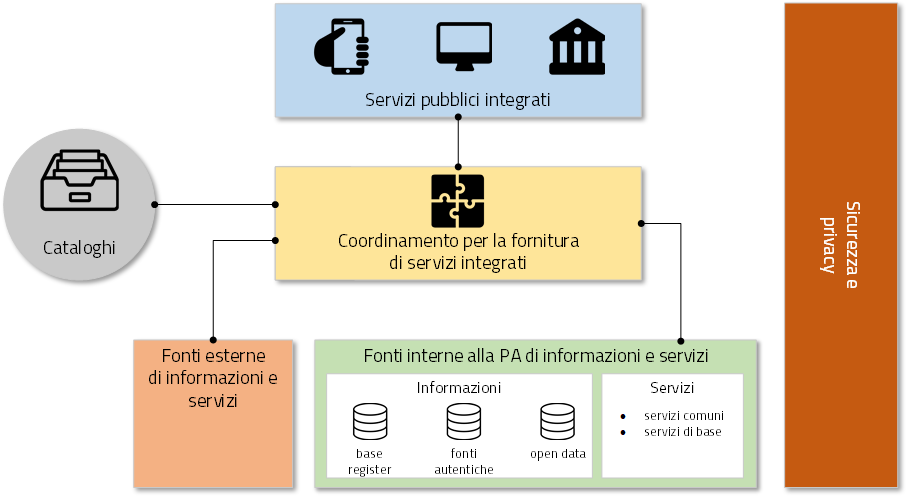 Servizi pubblici integrati
Cataloghi
Coordinamento per la fornitura
di servizi integrati
Fonti esterne
di informazioni e
servizi
Fonti interne alla PA di informazioni e servizi
Informazioni
base
register
fonti
autentiche
open data
Servizi
• servizi comuni
• servizi di base
Sicurezza e
privacy